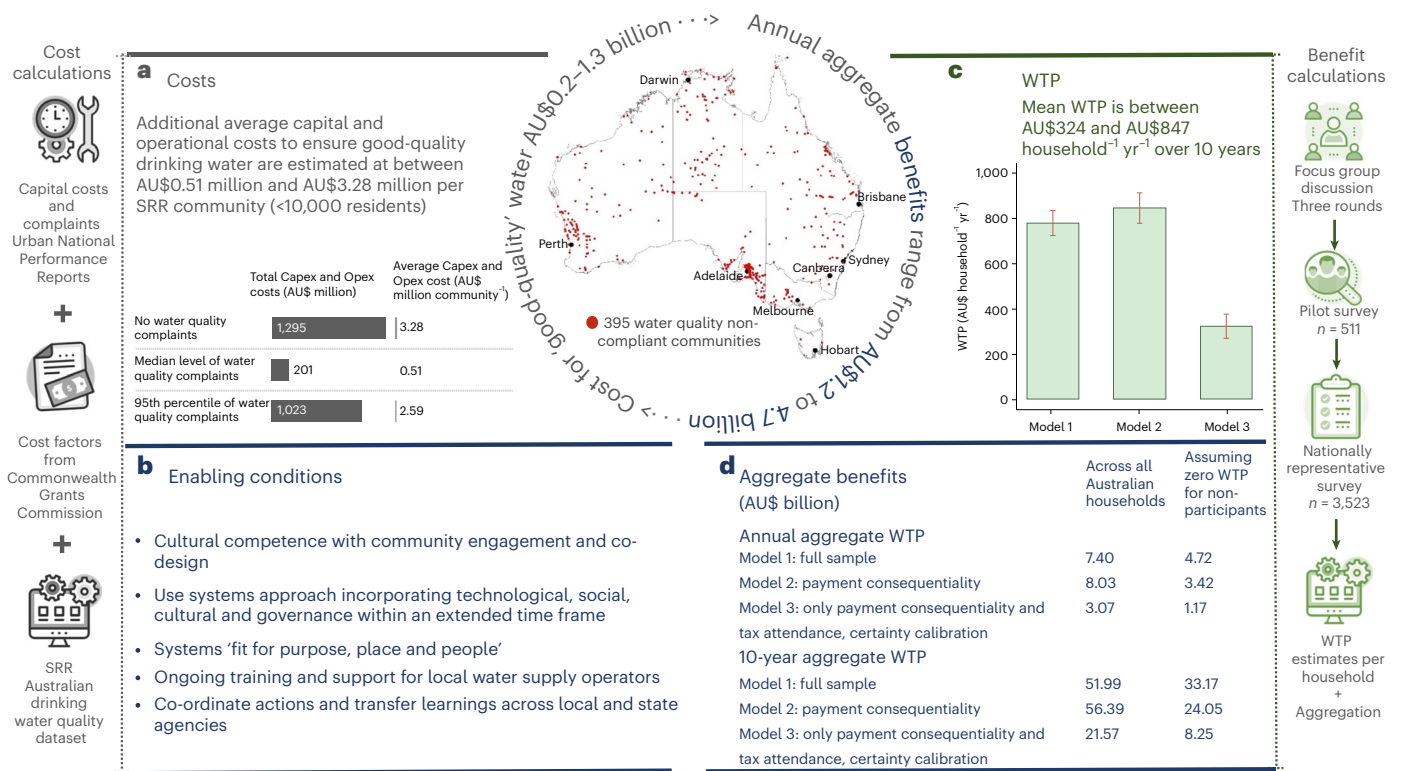 Cost
calculations
Capital costs
and
complaints
Urban National
Performance
Reports
+
Cost factors
from
Commonwealth
Grants
Commission
+
SRR
Australian
drinking
water quality
dataset
a Costs
Additional average capital and
operational costs to ensure good-quality
drinking water are estimated at between
AU$0.51 million and AU$3.28 million per
SRR community (<10,000 residents)
Total Capex and Opex
costs (AU$ million)
Average Capex and
Opex cost (AU$
million community⁻¹)
No water quality
complaints
1,295
3.28
Median level of water
quality complaints
201
0.51
95th percentile of water
quality complaints
1,023
2.59
Cost for ‘good-quality’ water AU$0.2–1.3 billion
Annual aggregate benefits range from AU$1.2 to 4.7 billion
Darwin
Brisbane
Perth
Sydney
Canberra
Adelaide
Melbourne
Hobart
395 water quality non-
compliant communities
b Enabling conditions
• Cultural competence with community engagement and co-
design
• Use systems approach incorporating technological, social,
cultural and governance within an extended time frame
• Systems ‘fit for purpose, place and people’
• Ongoing training and support for local water supply operators
• Co-ordinate actions and transfer learnings across local and state
agencies
c WTP
Mean WTP is between
AU$324 and AU$847
household⁻¹ yr⁻¹ over 10 years
WTP (AU$ household⁻¹ yr⁻¹)
1,000
800
600
400
200
0
Model 1 Model 2 Model 3
d Aggregate benefits
(AU$ billion)
Across all
Australian
households
Assuming
zero WTP
for non-
participants
Annual aggregate WTP
Model 1: full sample 7.40 4.72
Model 2: payment consequentiality 8.03 3.42
Model 3: only payment consequentiality and 3.07 1.17
tax attendance, certainty calibration
10-year aggregate WTP
Model 1: full sample 51.99 33.17
Model 2: payment consequentiality 56.39 24.05
Model 3: only payment consequentiality and 21.57 8.25
tax attendance, certainty calibration
Benefit
calculations
Focus group
discussion
Three rounds
Pilot survey
n = 511
Nationally
representative
survey
n = 3,523
WTP
estimates per
household
+
Aggregation